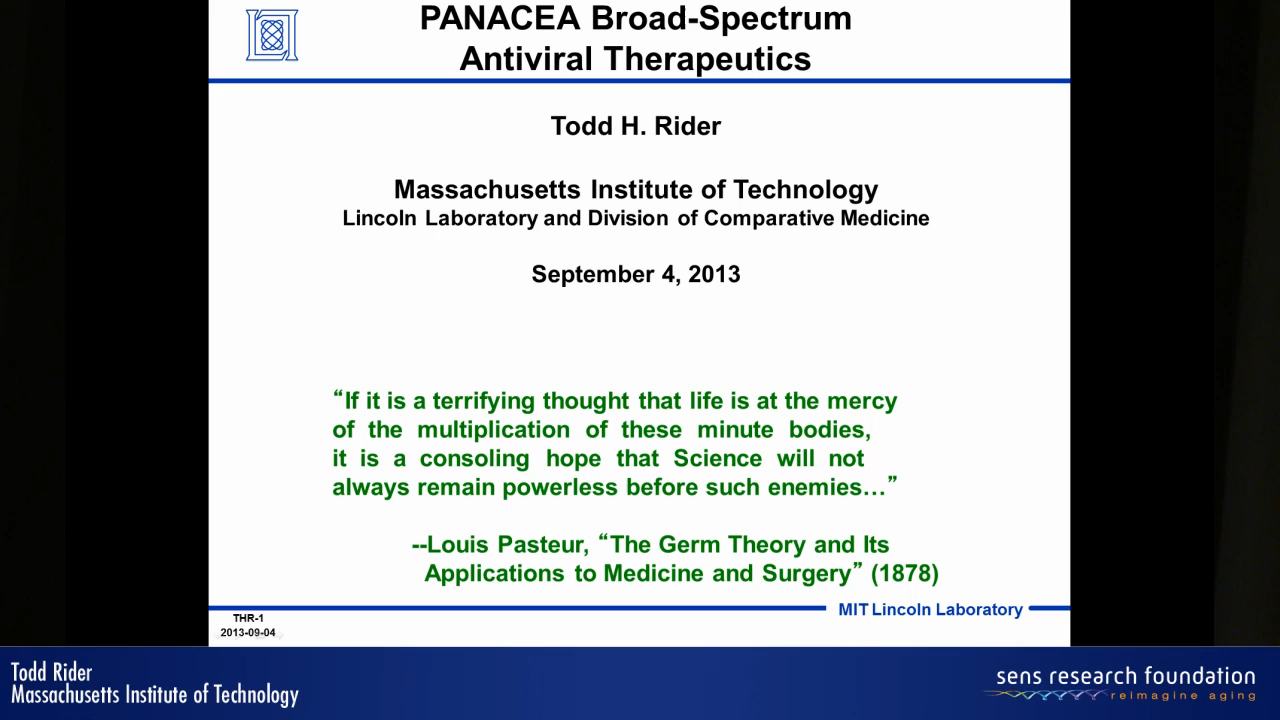 PANACEA Broad-Spectrum
Antiviral Therapeutics
Todd H. Rider
Massachusetts Institute of Technology
Lincoln Laboratory and Division of Comparative Medicine
September 4, 2013
“If it is a terrifying thought that life is at the mercy
of the multiplication of these minute bodies,
it is a consoling hope that Science will not
always remain powerless before such enemies…”
--Louis Pasteur, “The Germ Theory and Its
Applications to Medicine and Surgery” (1878)
MIT Lincoln Laboratory
THR-1
2013-09-04
Todd Rider
Massachusetts Institute of Technology
sens research foundation
reimagine aging